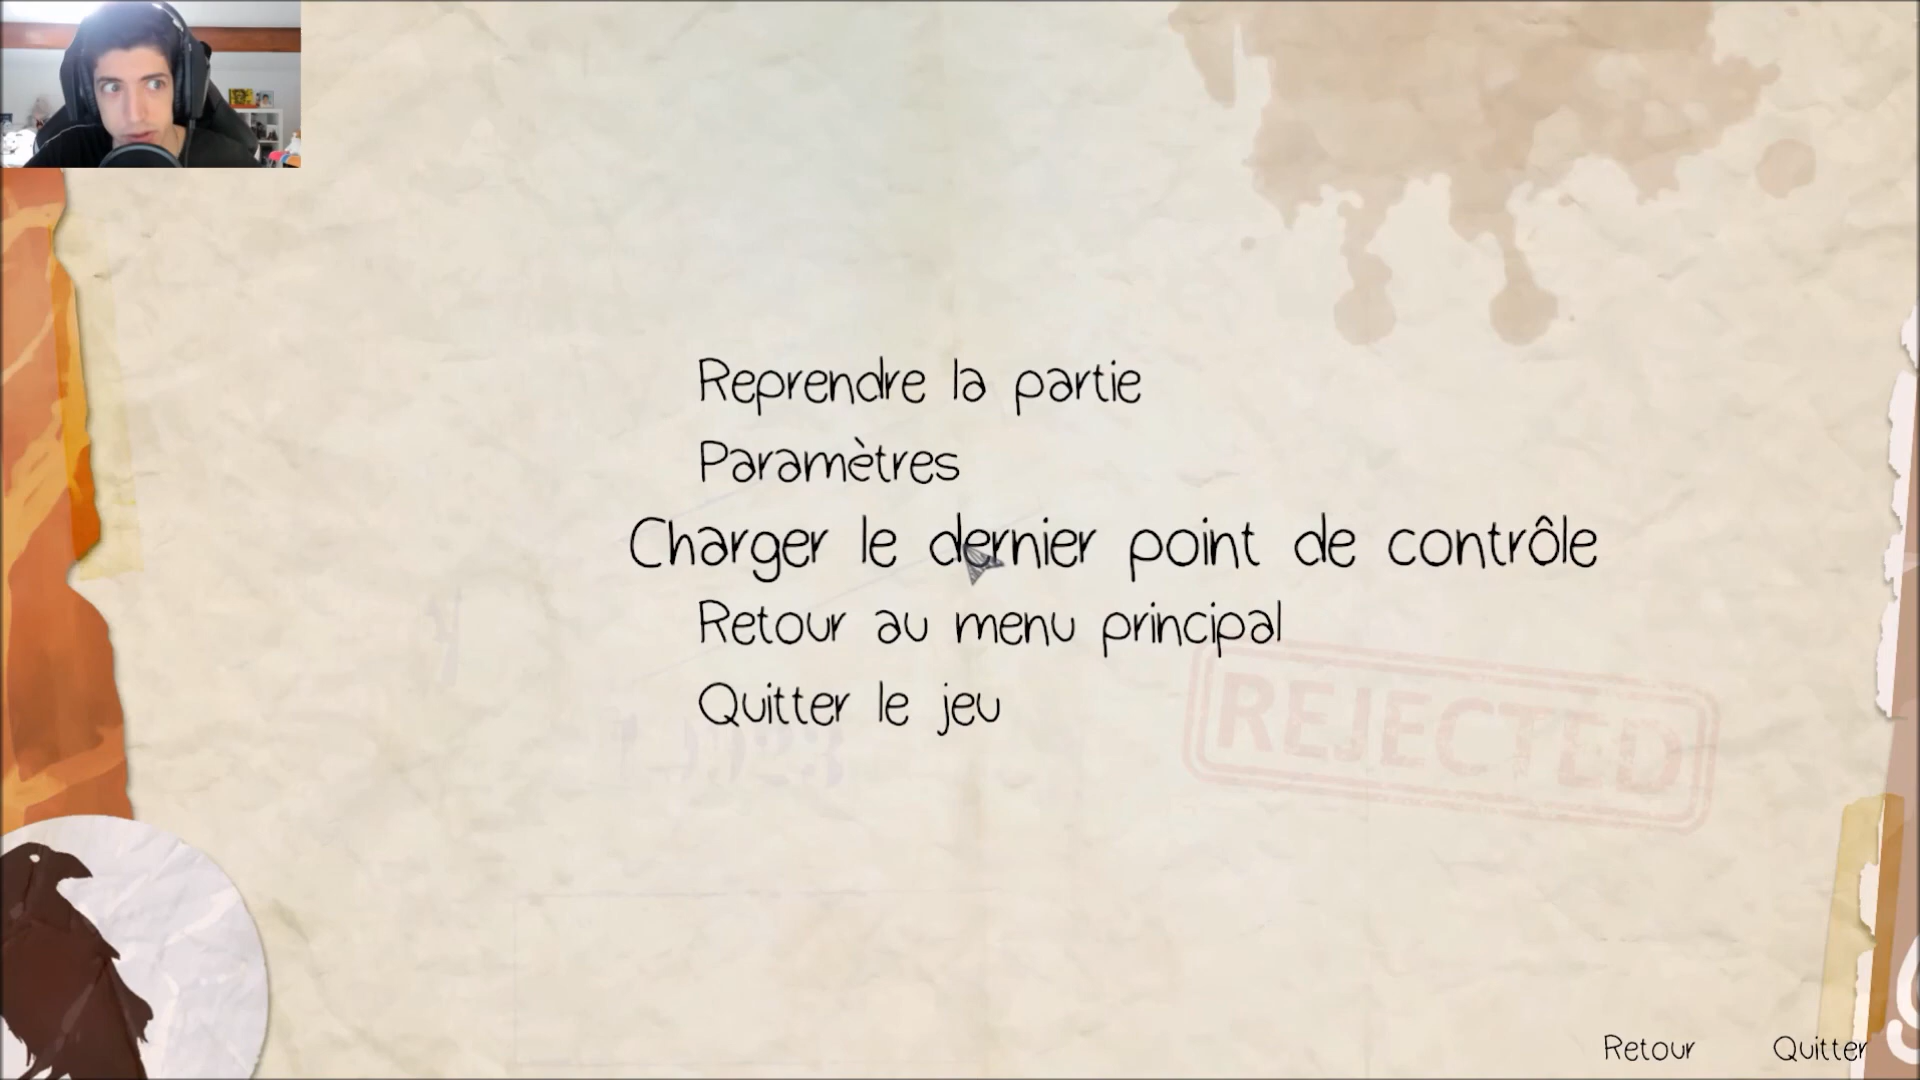 Reprendre la partie
Paramètres
Charger le dernier point de contrôle
Retour au menu principal
Quitter le jeu
REJECTED
Retour Quitter